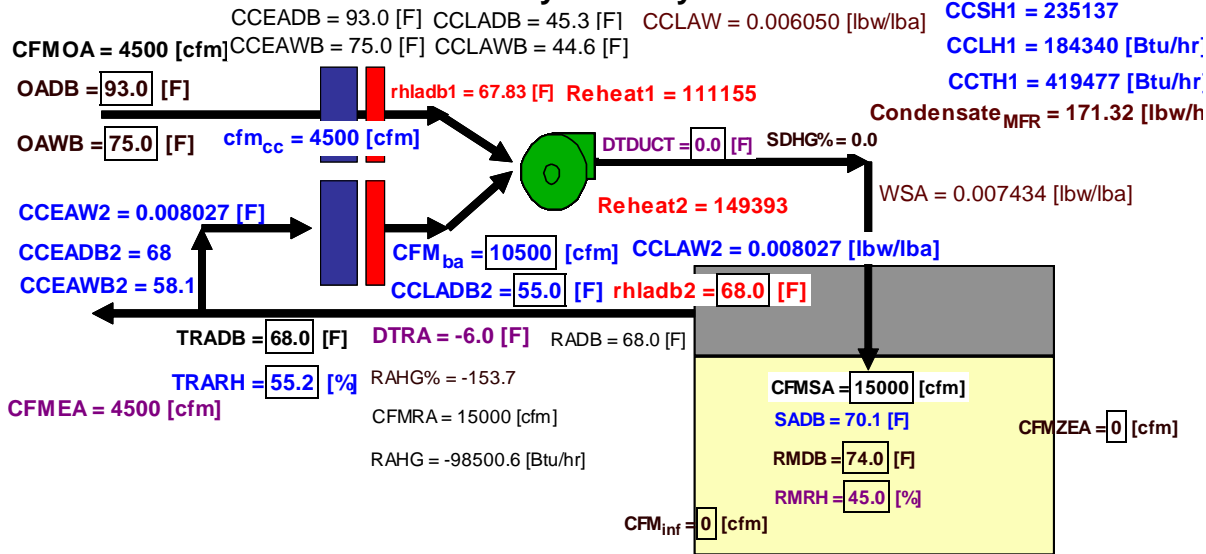 CCEADB = 93.0 [F] CCLADB = 45.3 [F] CCLAW = 0.006050 [lbw/lba]
CCSH1 = 235137
CFMOA = 4500 [cfm] CCEAWB = 75.0 [F] CCLAWB = 44.6 [F]
CCLH1 = 184340 [Btu/hr]
CCTH1 = 419477 [Btu/hr]
OADB = 93.0 [F]
rhladb1 = 67.83 [F] Reheat1 = 111155
Condensate MFR = 171.32 [lbw/h
OAWB = 75.0 [F]
cfm cc = 4500 [cfm]
DTDUCT = 0.0 [F] SDHG% = 0.0
WSA = 0.007434 [lbw/lba]
CCEAW2 = 0.008027 [F]
Reheat2 = 149393
CCEADB2 = 68
CFM ba = 10500 [cfm] CCLAW2 = 0.008027 [lbw/lba]
CCEAWB2 = 58.1
CCLADB2 = 55.0 [F] rhladb2 = 68.0 [F]
TRADB = 68.0 [F] DTRA = -6.0 [F] RADB = 68.0 [F]
TRARH = 55.2 [%] RAHG% = -153.7
CFMSA = 15000 [cfm]
CFMEA = 4500 [cfm]
CFMRA = 15000 [cfm]
SADB = 70.1 [F]
CFMZEA = 0 [cfm]
RAHG = -98500.6 [Btu/hr]
RMDB = 74.0 [F]
RMRH = 45.0 [%]
CFM inf = 0 [cfm]